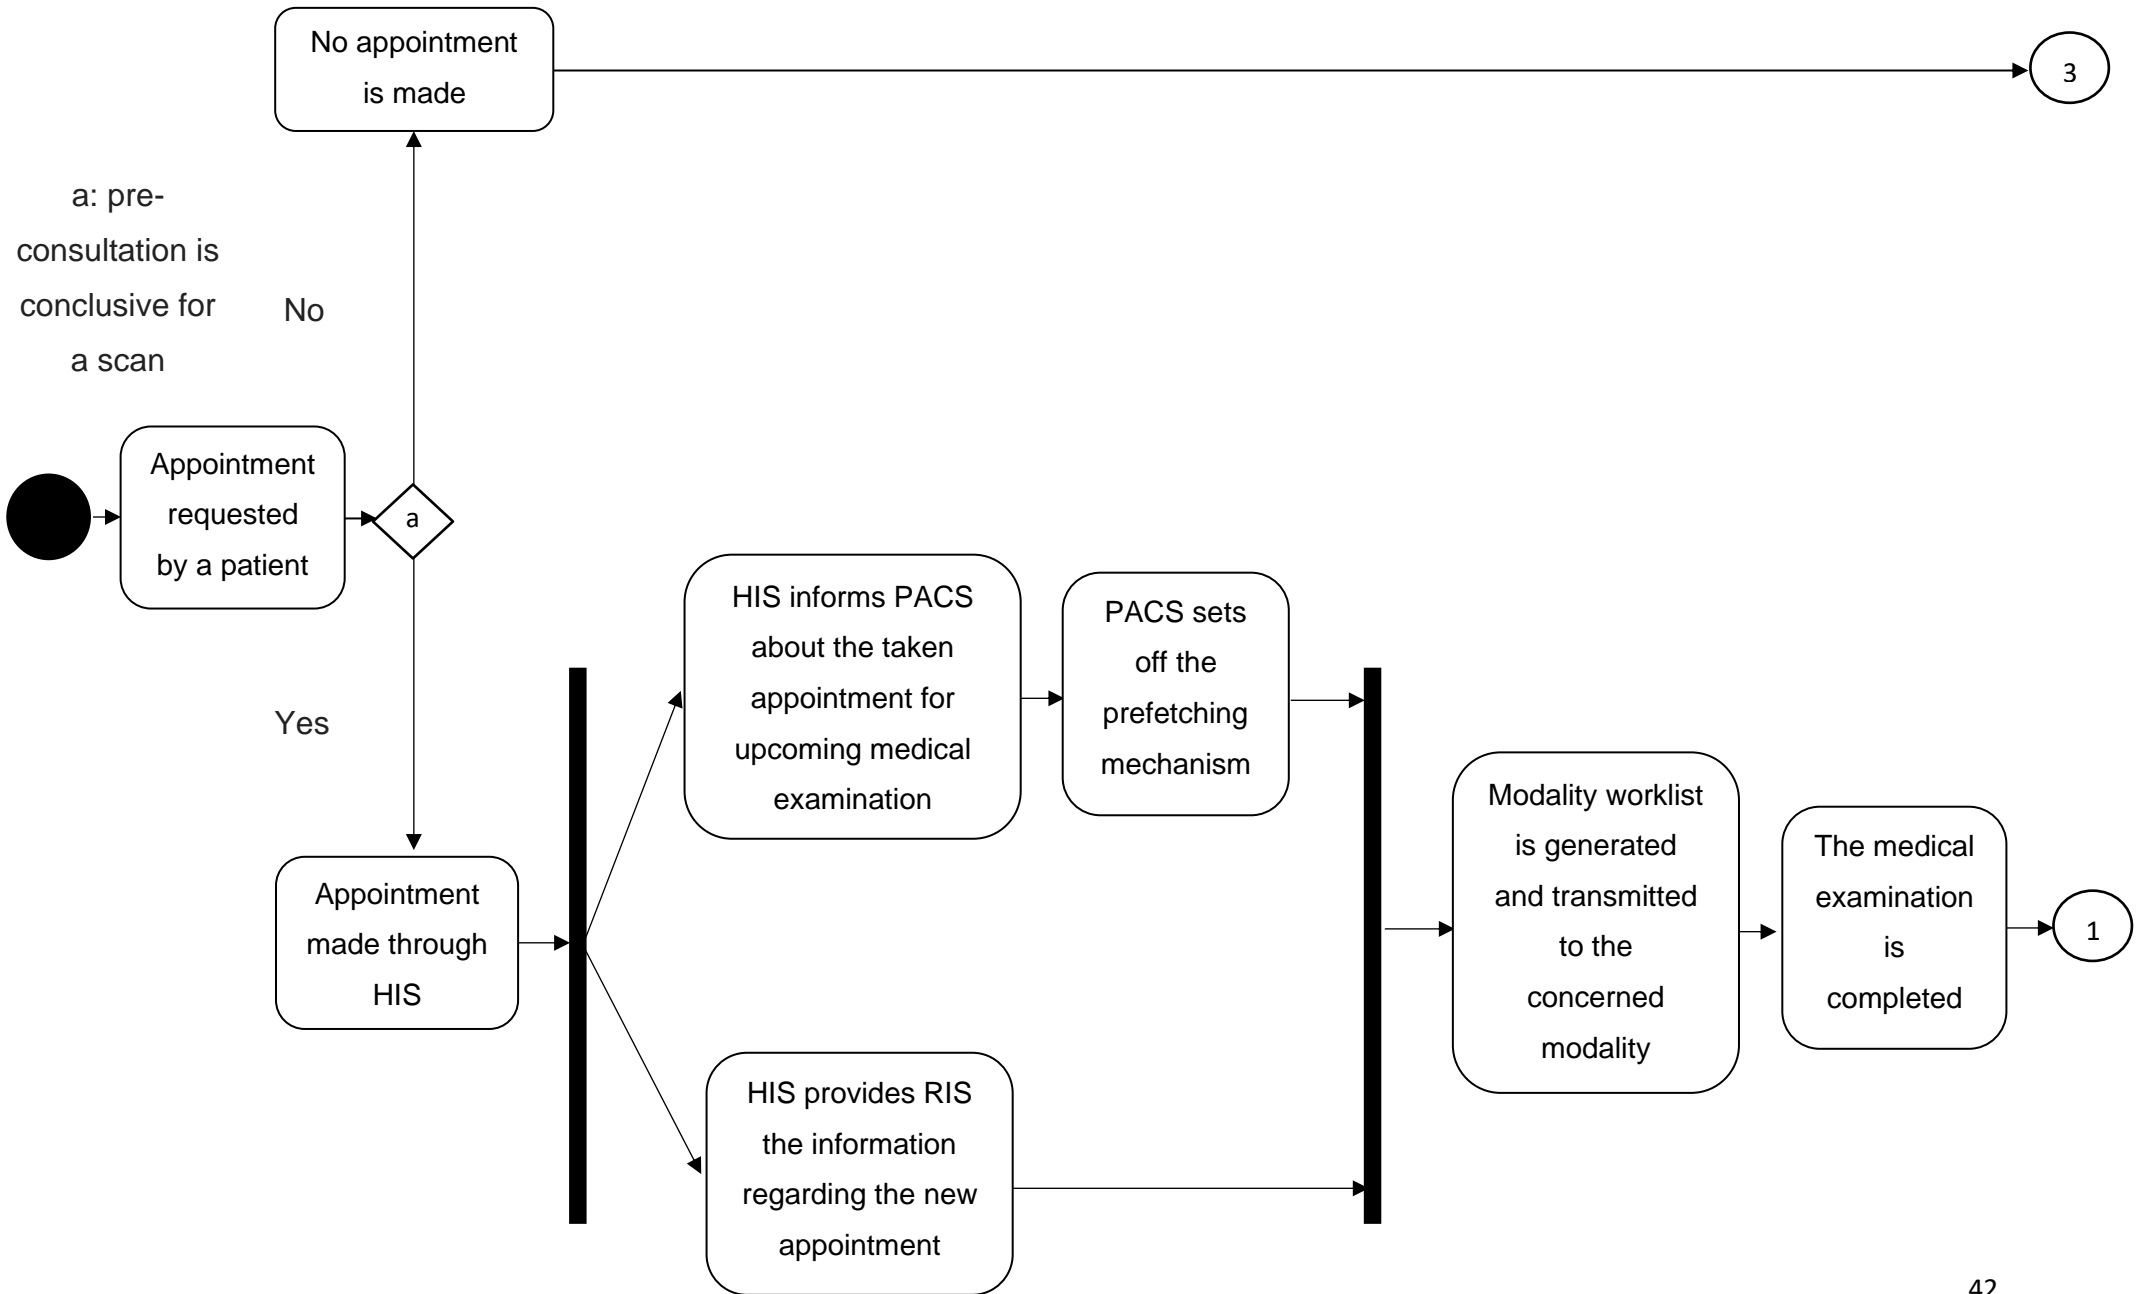 No appointment
is made
3
a: pre-
consultation is
conclusive for
a scan
No
Appointment
requested
by a patient
a
Yes
HIS informs PACS
about the taken
appointment for
upcoming medical
examination
PACS sets
off the
prefetching
mechanism
Appointment
made through
HIS
HIS provides RIS
the information
regarding the new
appointment
Modality worklist
is generated
and transmitted
to the
concerned
modality
The medical
examination
is
completed
1
42